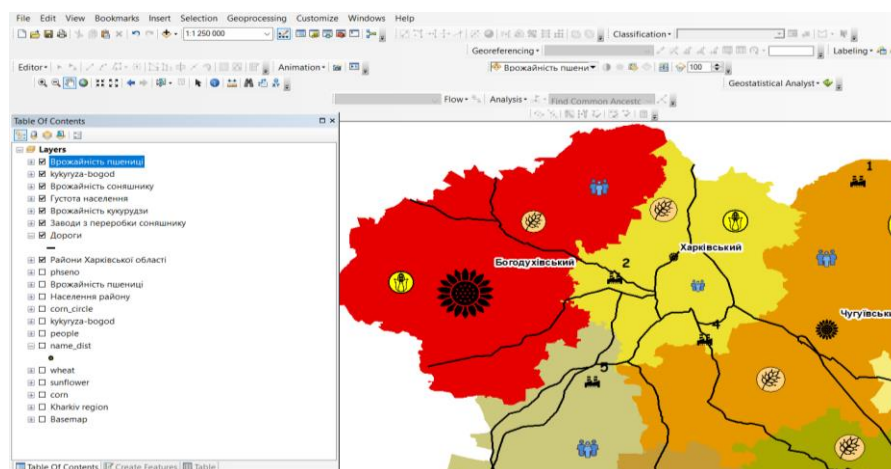 File Edit View Bookmarks Insert Selection Geoprocessing Customize Windows Help
1:1 250 000
Classification
Georeferencing
Labeling
Editor
Animation
Врожайність пшени
100
Geostatistical Analyst
Flow
Analysis
Find Common Ancestc
Table Of Contents
Layers
Врожайність пшениці
kykyryza-bogod
Врожайність соняшнику
Густота населення
Врожайність кукурудзи
Заводи з переробки соняшнику
Дороги
Райони Харківської області
phseno
Врожайність пшениці
Населення району
corn_circle
kykyryza-bogod
people
name_dist
wheat
sunflower
corn
Kharkiv region
Basemap
Table Of Contents Create Features Table
1
Харківський
Богодухівський
2
Чугуївськ
4
5